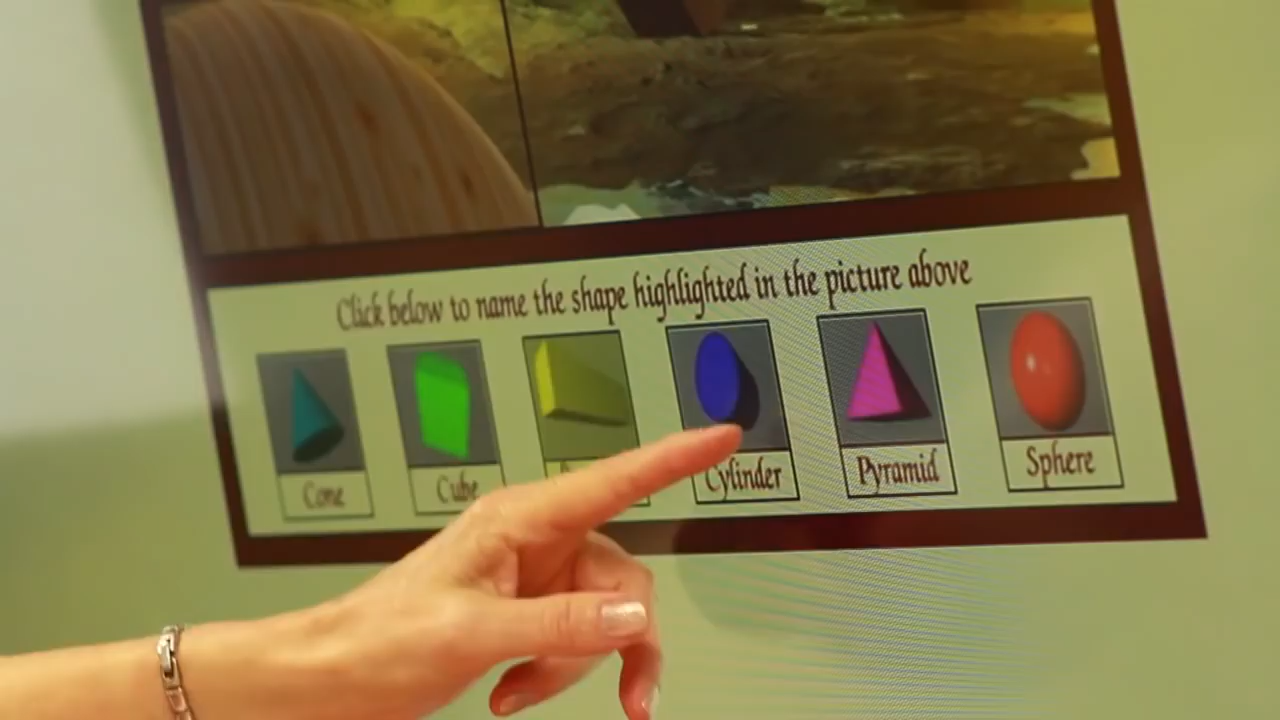 Click below to name the shape highlighted in the picture above
Cone
Cube
Cylinder
Pyramid
Sphere